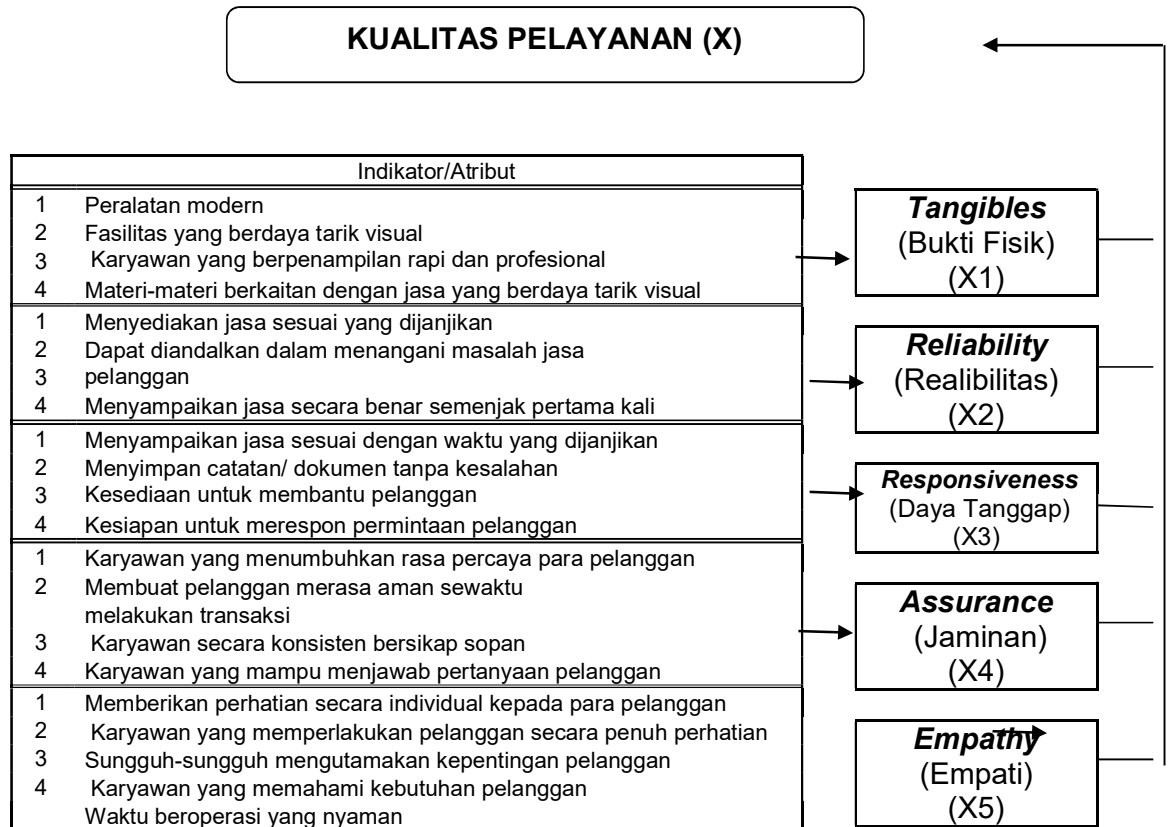 KUALITAS PELAYANAN (X)
Indikator/Atribut
1 Peralatan modern
2 Fasilitas yang berdaya tarik visual
3 Karyawan yang berpenampilan rapi dan profesional
4 Materi-materi berkaitan dengan jasa yang berdaya tarik visual
Tangibles
(Bukti Fisik)
(X1)
1 Menyediakan jasa sesuai yang dijanjikan
2 Dapat diandalkan dalam menangani masalah jasa
3 pelanggan
4 Menyampaikan jasa secara benar semenjak pertama kali
Reliability
(Realibilitas)
(X2)
1 Menyampaikan jasa sesuai dengan waktu yang dijanjikan
2 Menyimpan catatan/ dokumen tanpa kesalahan
3 Kesediaan untuk membantu pelanggan
4 Kesiapan untuk merespon permintaan pelanggan
Responsiveness
(Daya Tanggap)
(X3)
1 Karyawan yang menumbuhkan rasa percaya para pelanggan
2 Membuat pelanggan merasa aman sewaktu
melakukan transaksi
3 Karyawan secara konsisten bersikap sopan
4 Karyawan yang mampu menjawab pertanyaan pelanggan
Assurance
(Jaminan)
(X4)
1 Memberikan perhatian secara individual kepada para pelanggan
2 Karyawan yang memperlakukan pelanggan secara penuh perhatian
3 Sungguh-sungguh mengutamakan kepentingan pelanggan
4 Karyawan yang memahami kebutuhan pelanggan
Waktu beroperasi yang nyaman
Empathy
(Empati)
(X5)